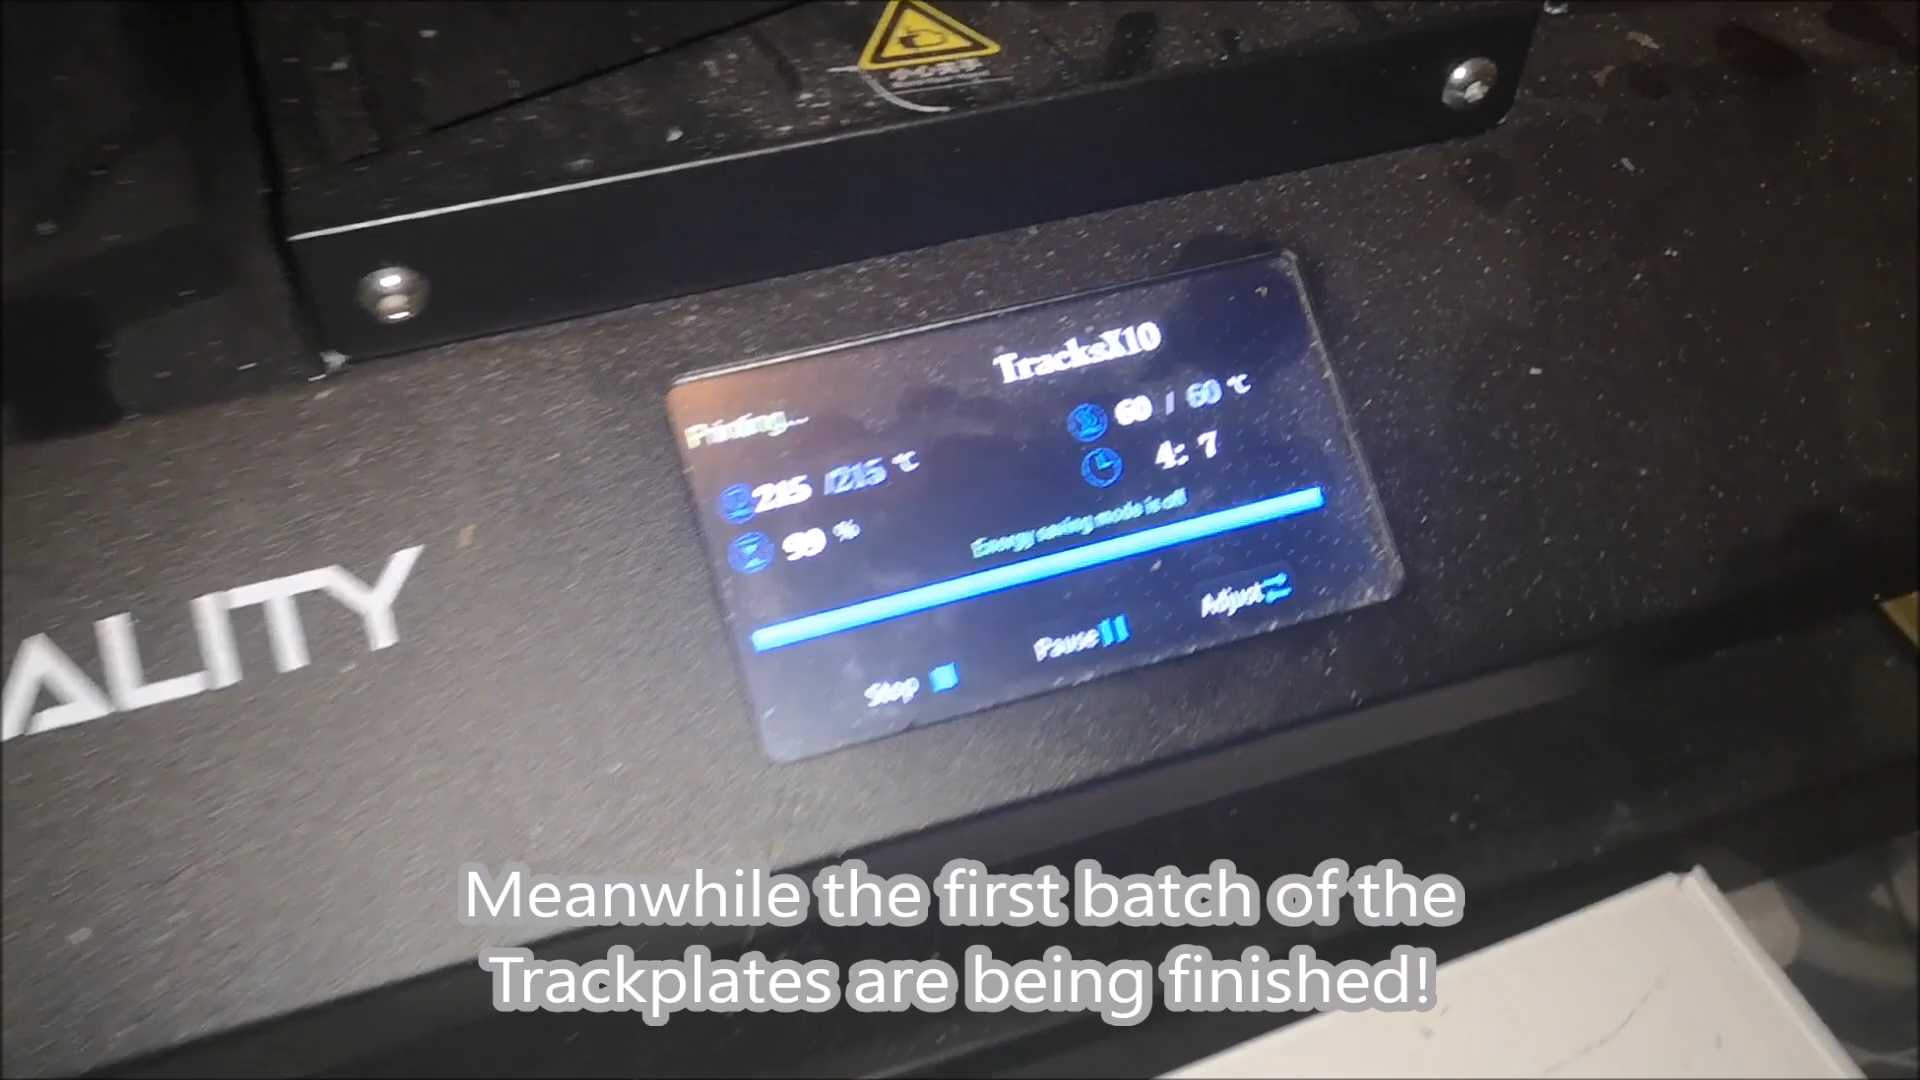 TracksX10
Printing...
60 / 60 ℃
215 /215 ℃
4: 7
99 %
Energy saving mode is off
Adjust
Pause
Stop
ALITY
Meanwhile the first batch of the
Trackplates are being finished!